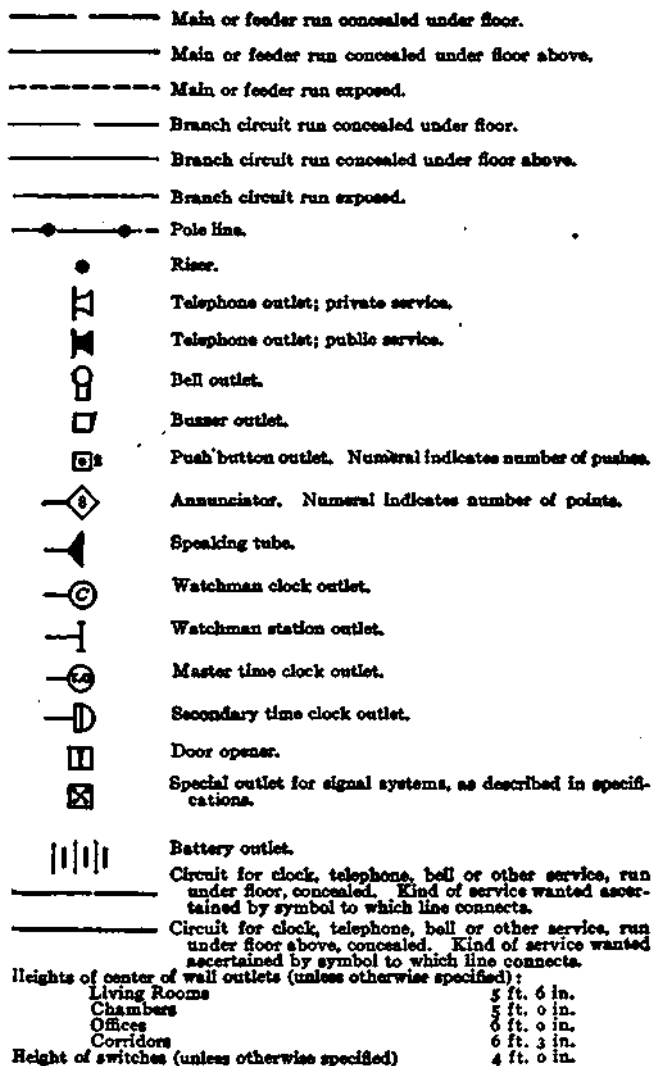 Main or feeder run concealed under floor.
Main or feeder run concealed under floor above.
Main or feeder run exposed.
Branch circuit run concealed under floor.
Branch circuit run concealed under floor above.
Branch circuit run exposed.
Pole line.
Riser.
Telephone outlet; private service.
Telephone outlet; public service.
Bell outlet.
Buzzer outlet.
2 Push button outlet. Numeral indicates number of pushes.
8 Annunciator. Numeral indicates number of points.
Speaking tube.
C Watchman clock outlet.
Watchman station outlet.
Master time clock outlet.
Secondary time clock outlet.
Door opener.
Special outlet for signal systems, as described in specifi-
cations.
Battery outlet.
Circuit for clock, telephone, bell or other service, run
under floor, concealed. Kind of service wanted ascer-
tained by symbol to which line connects.
Circuit for clock, telephone, bell or other service, run
under floor above, concealed. Kind of service wanted
ascertained by symbol to which line connects.
Heights of center of wall outlets (unless otherwise specified):
Living Rooms 5 ft. 6 in.
Chambers 5 ft. 0 in.
Offices 6 ft. 0 in.
Corridors 6 ft. 3 in.
Height of switches (unless otherwise specified) 4 ft. 0 in.